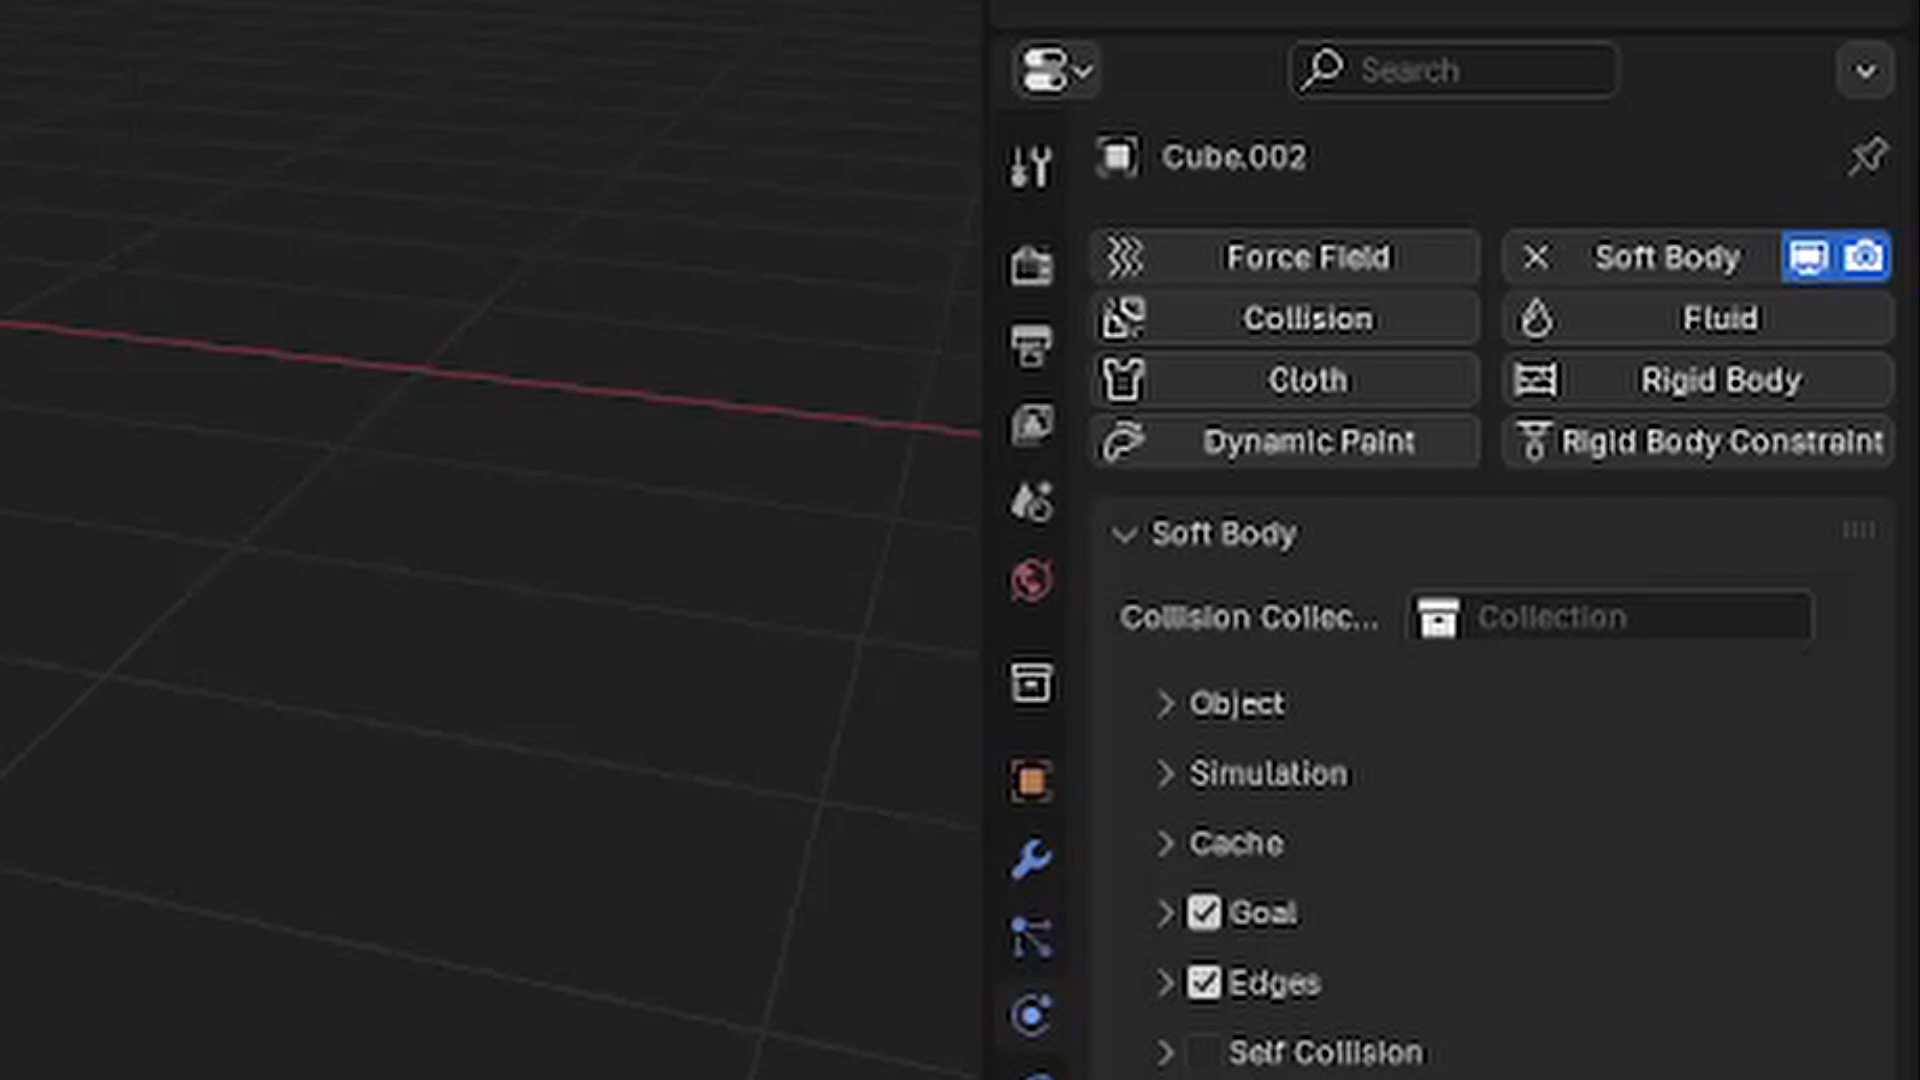 Search
Cube.002
Force Field
Soft Body
Collision
Fluid
Cloth
Rigid Body
Dynamic Paint
Rigid Body Constraint
Soft Body
Collision Collec...
Collection
Object
Simulation
Cache
Goal
Edges
Self Collision